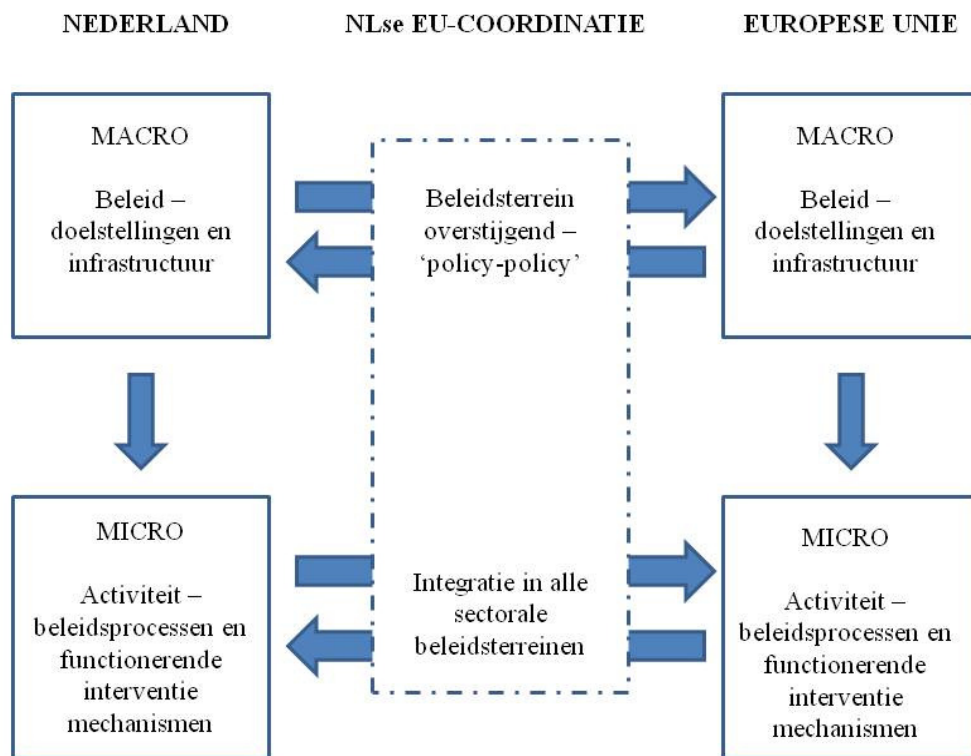 NEDERLAND
NLse EU-COORDINATIE
EUROPESE UNIE
MACRO
Beleid –
doelstellingen en
infrastructuur
Beleidsterrein
overstijgend –
‘policy-policy’
MACRO
Beleid –
doelstellingen en
infrastructuur
MICRO
Activiteit –
beleidsprocessen en
functionerende
interventie
mechanismen
Integratie in alle
sectorale
beleidsterreinen
MICRO
Activiteit –
beleidsprocessen en
functionerende
interventie
mechanismen